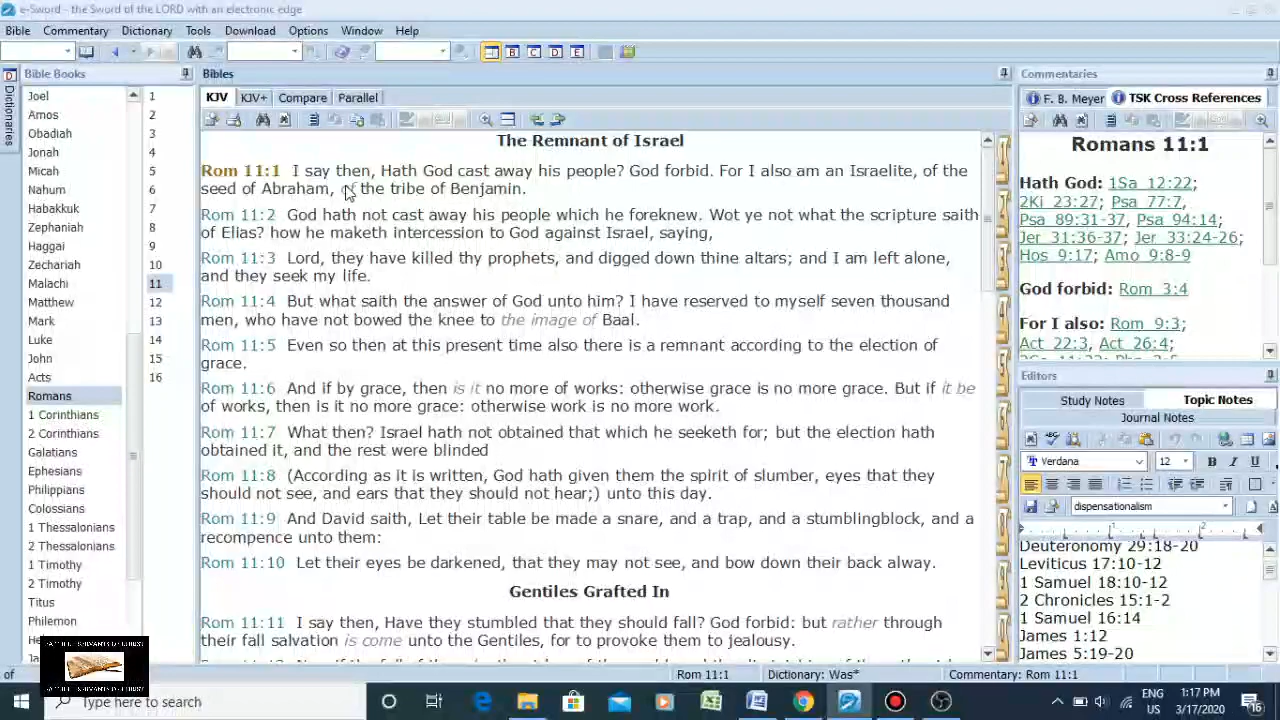 e-Sword - the Sword of the LORD with an electronic edge
Bible Commentary Dictionary Tools Download Options Window Help
B C D E
D
Dictionaries
Bible Books
Joel
Amos
Obadiah
Jonah
Micah
Nahum
Habakkuk
Zephaniah
Haggai
Zechariah
Malachi
Matthew
Mark
Luke
John
Acts
Romans
1 Corinthians
2 Corinthians
Galatians
Ephesians
Philippians
Colossians
1 Thessalonians
2 Thessalonians
1 Timothy
2 Timothy
Titus
Philemon
1
2
3
4
5
6
7
8
9
10
11
12
13
14
15
16
Bibles
KJV KJV+ Compare Parallel
The Remnant of Israel
Rom 11:1 I say then, Hath God cast away his people? God forbid. For I also am an Israelite, of the
seed of Abraham, of the tribe of Benjamin.
Rom 11:2 God hath not cast away his people which he foreknew. Wot ye not what the scripture saith
of Elias? how he maketh intercession to God against Israel, saying,
Rom 11:3 Lord, they have killed thy prophets, and digged down thine altars; and I am left alone,
and they seek my life.
Rom 11:4 But what saith the answer of God unto him? I have reserved to myself seven thousand
men, who have not bowed the knee to the image of Baal.
Rom 11:5 Even so then at this present time also there is a remnant according to the election of
grace.
Rom 11:6 And if by grace, then is it no more of works: otherwise grace is no more grace. But if it be
of works, then is it no more grace: otherwise work is no more work.
Rom 11:7 What then? Israel hath not obtained that which he seeketh for; but the election hath
obtained it, and the rest were blinded
Rom 11:8 (According as it is written, God hath given them the spirit of slumber, eyes that they
should not see, and ears that they should not hear;) unto this day.
Rom 11:9 And David saith, Let their table be made a snare, and a trap, and a stumblingblock, and a
recompence unto them:
Rom 11:10 Let their eyes be darkened, that they may not see, and bow down their back alway.
Gentiles Grafted In
Rom 11:11 I say then, Have they stumbled that they should fall? God forbid: but rather through
their fall salvation is come unto the Gentiles, for to provoke them to jealousy.
Commentaries
F. B. Meyer TSK Cross References
Romans 11:1
Hath God: 1Sa 12:22;
2Ki 23:27; Psa 77:7,
Psa 89:31-37, Psa 94:14;
Jer 31:36-37; Jer 33:24-26;
Hos 9:17; Amo 9:8-9
God forbid: Rom 3:4
For I also: Rom 9:3;
Act 22:3, Act 26:4;
Editors
Study Notes Topic Notes
Journal Notes
Verdana 12 B I U
dispensationalism
1 2
Deuteronomy 29:18-20
Leviticus 17:10-12
1 Samuel 18:10-12
2 Chronicles 15:1-2
1 Samuel 16:14
James 1:12
James 5:19-20
of Rom 11:1 Dictionary: Was* Commentary: Rom 11:1
FAITHFUL SERVANTS OF CHRIST
FAITHFUL SERVANTS OF CHRIST
Type here to search
ENG
US
1:17 PM
3/17/2020
16